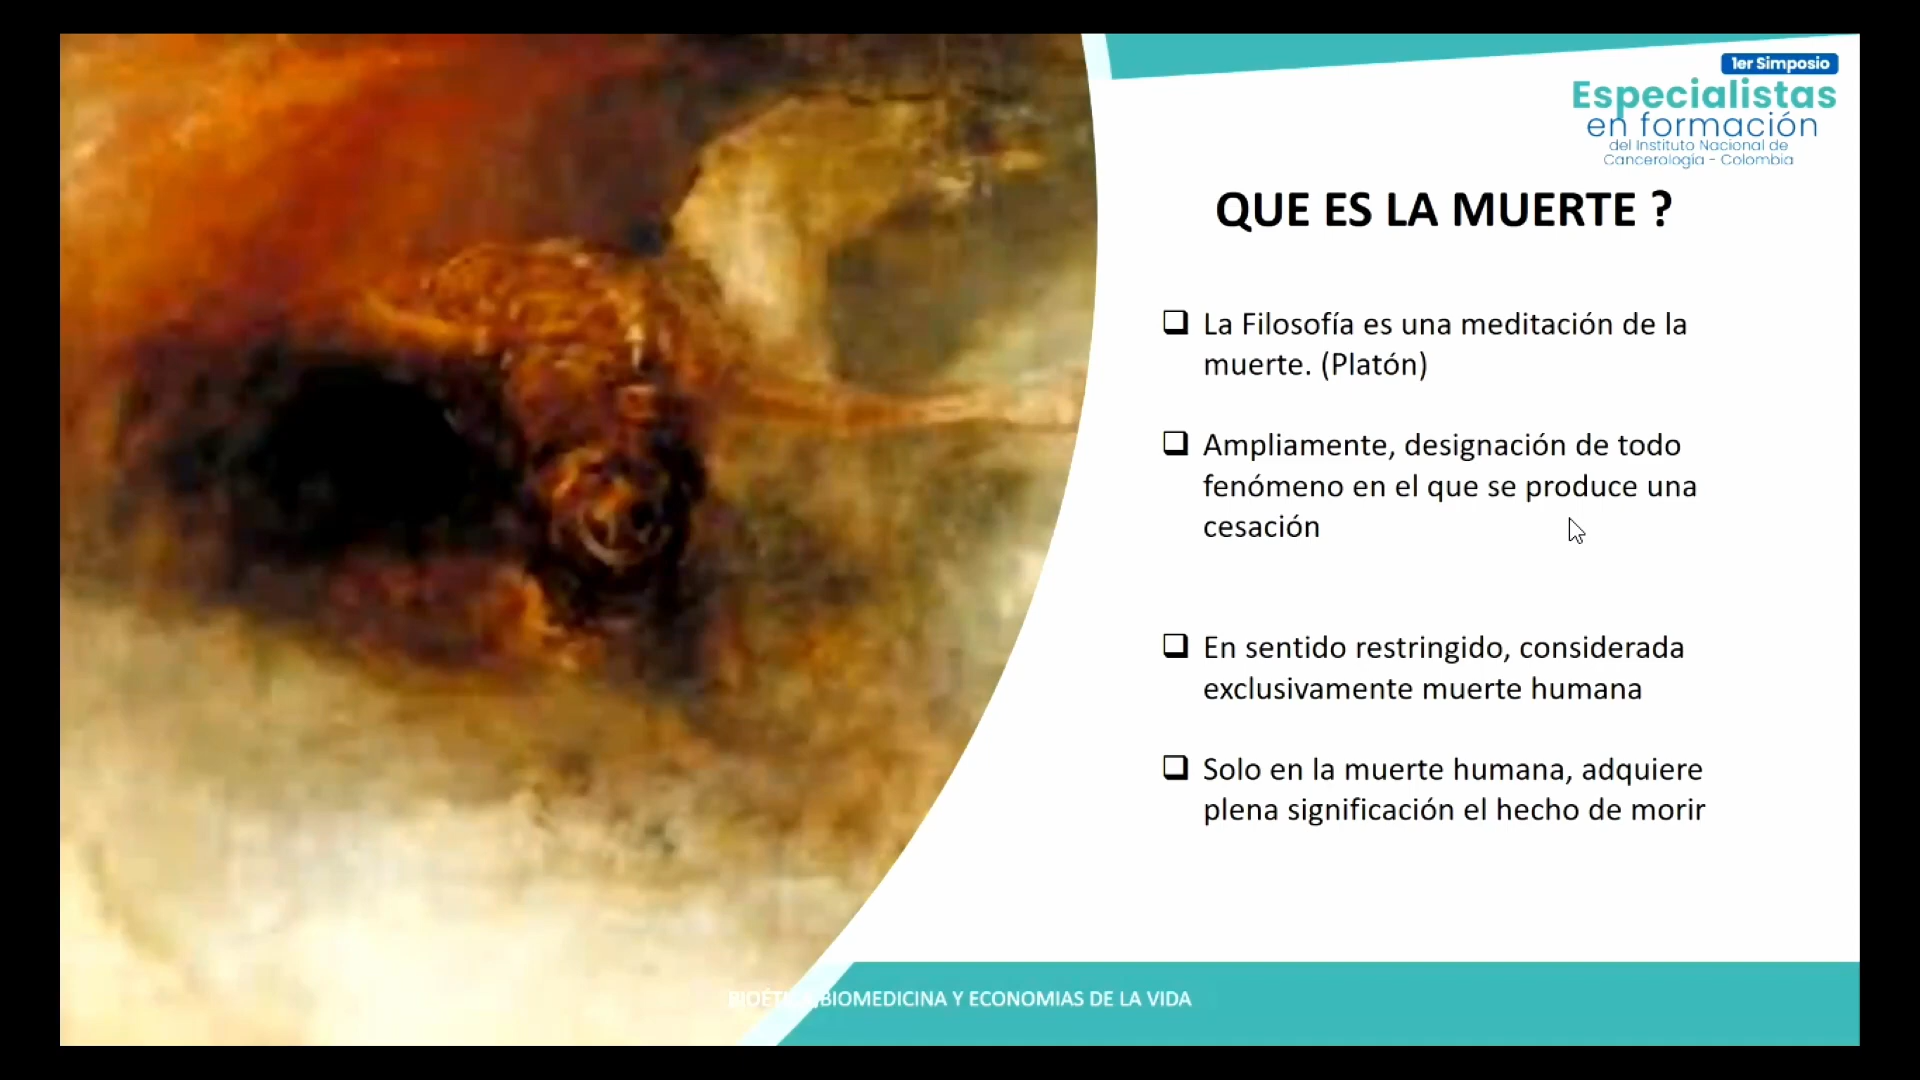 1er Simposio
Especialistas
en formación
del Instituto Nacional de
Cancerología - Colombia
QUE ES LA MUERTE ?
La Filosofía es una meditación de la
muerte. (Platón)
Ampliamente, designación de todo
fenómeno en el que se produce una
cesación
En sentido restringido, considerada
exclusivamente muerte humana
Solo en la muerte humana, adquiere
plena significación el hecho de morir
BIOMEDICINA Y ECONOMIAS DE LA VIDA